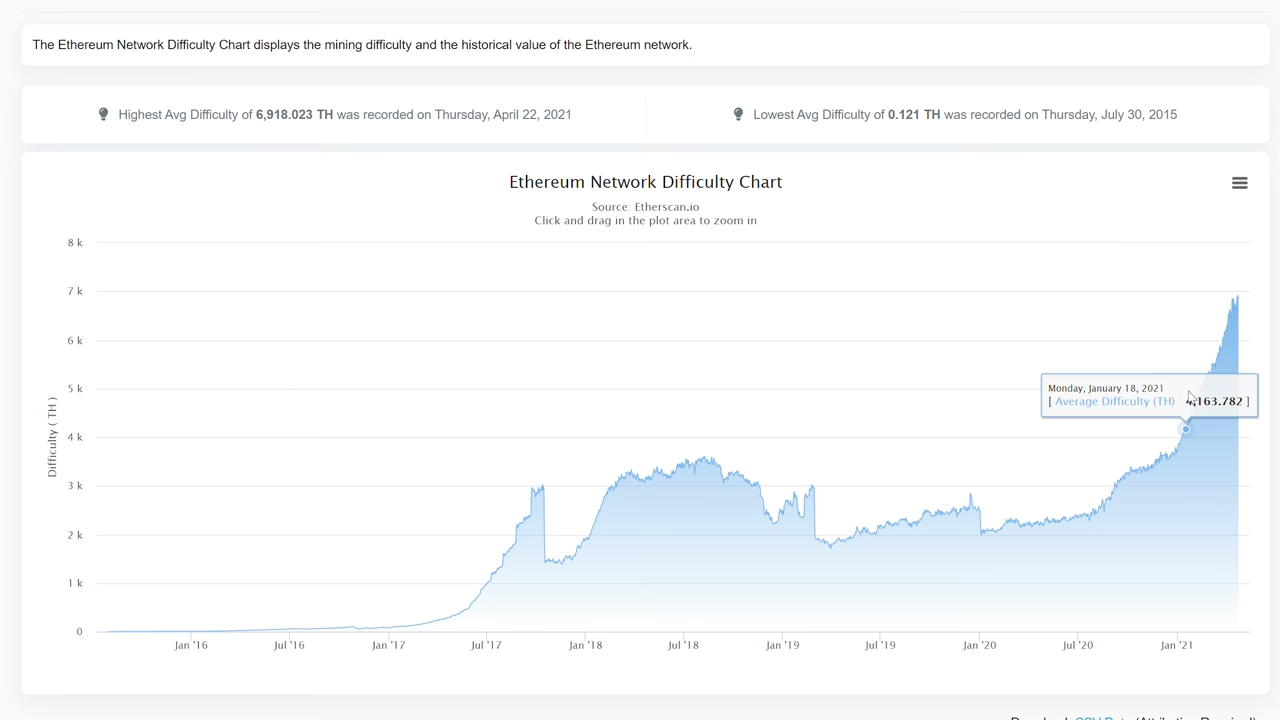 The Ethereum Network Difficulty Chart displays the mining difficulty and the historical value of the Ethereum network.
Highest Avg Difficulty of 6,918.023 TH was recorded on Thursday, April 22, 2021
Lowest Avg Difficulty of 0.121 TH was recorded on Thursday, July 30, 2015
Ethereum Network Difficulty Chart
Source: Etherscan.io
Click and drag in the plot area to zoom in
Difficulty ( TH )
8 k
7 k
6 k
5 k
4 k
3 k
2 k
1 k
0
Monday, January 18, 2021
[ Average Difficulty (TH) : 4,163.782 ]
Jan '16
Jul '16
Jan '17
Jul '17
Jan '18
Jul '18
Jan '19
Jul '19
Jan '20
Jul '20
Jan '21